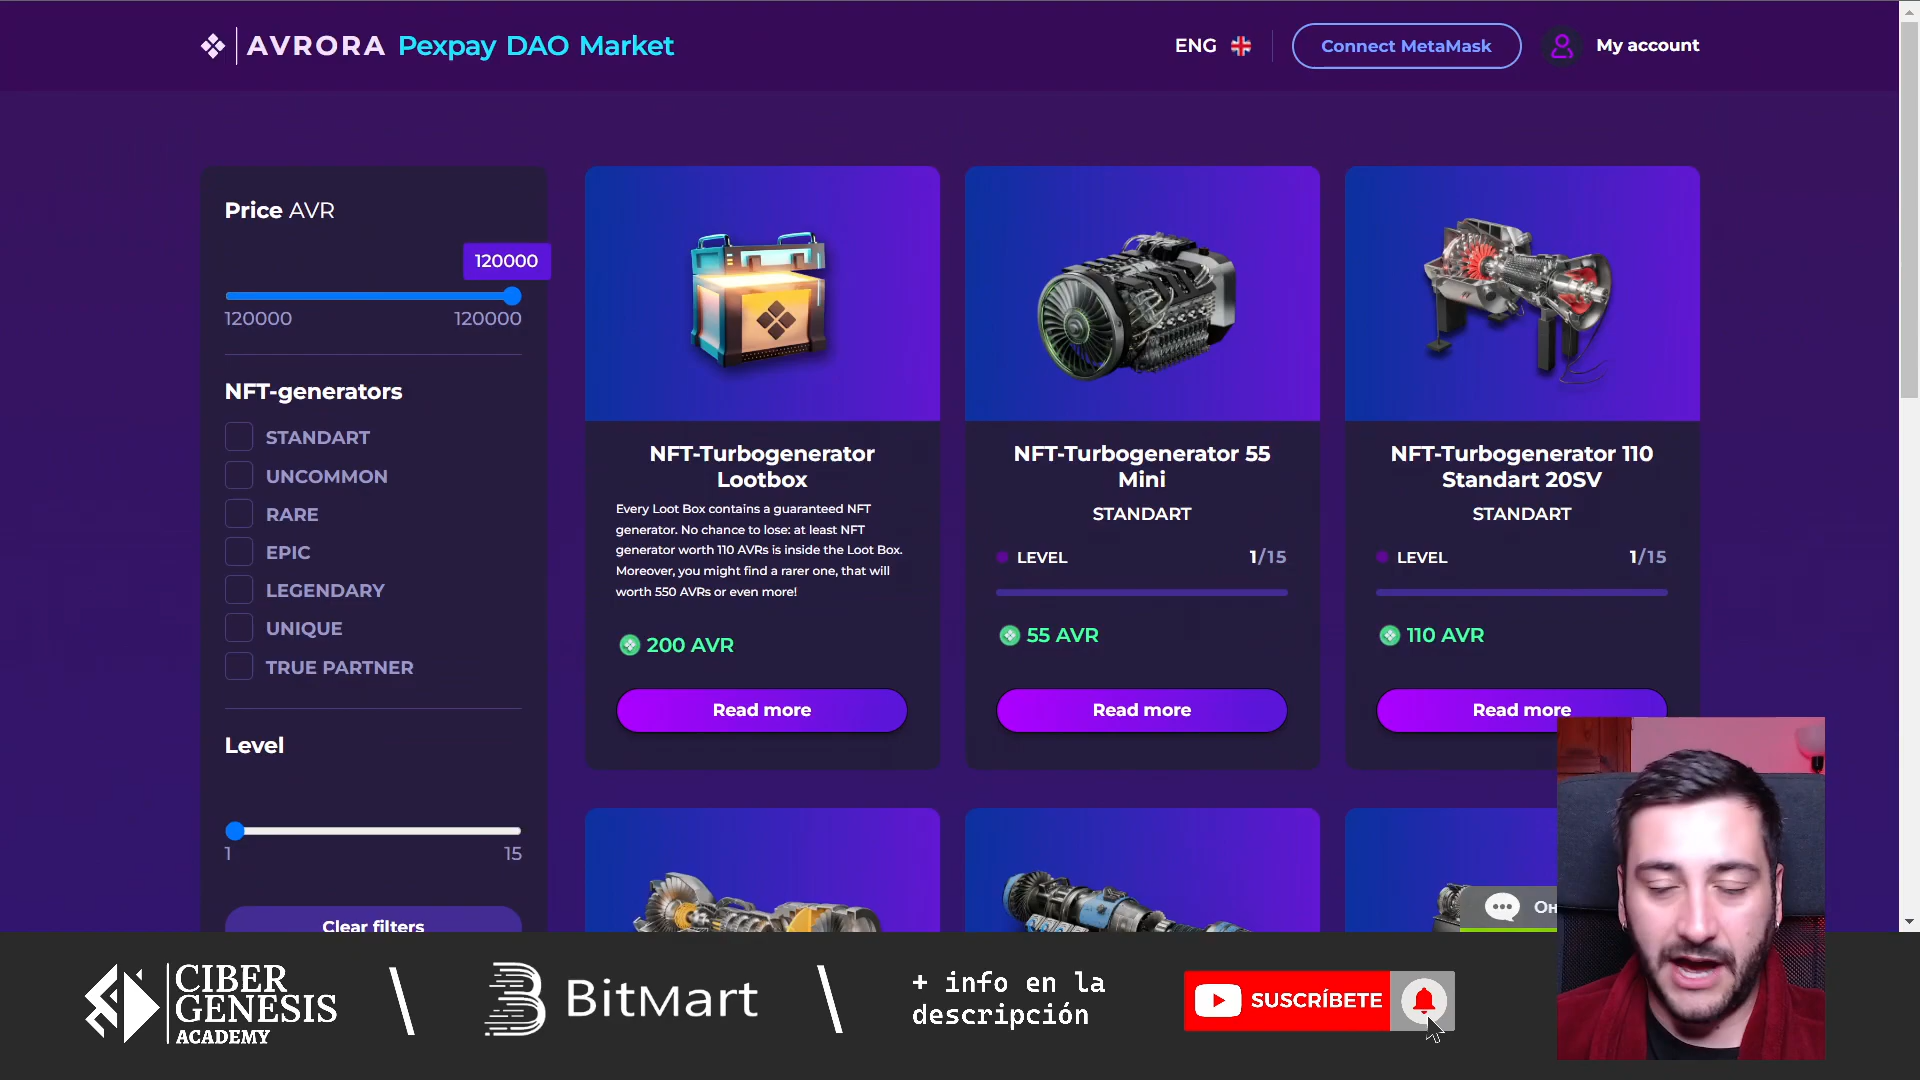 AVRORA Pexpay DAO Market
ENG
Connect MetaMask
My account
Price AVR
120000
120000
120000
NFT-generators
STANDART
UNCOMMON
RARE
EPIC
LEGENDARY
UNIQUE
TRUE PARTNER
Level
1
15
Clear filters
NFT-Turbogenerator
Lootbox
Every Loot Box contains a guaranteed NFT
generator. No chance to lose: at least NFT
generator worth 110 AVRs is inside the Loot Box.
Moreover, you might find a rarer one, that will
worth 550 AVRs or even more!
200 AVR
Read more
NFT-Turbogenerator 55
Mini
STANDART
LEVEL
1/15
55 AVR
Read more
NFT-Turbogenerator 110
Standart 20SV
STANDART
LEVEL
1/15
110 AVR
Read more
CIBER
GENESIS
ACADEMY
BitMart
+ info en la
descripción
SUSCRÍBETE